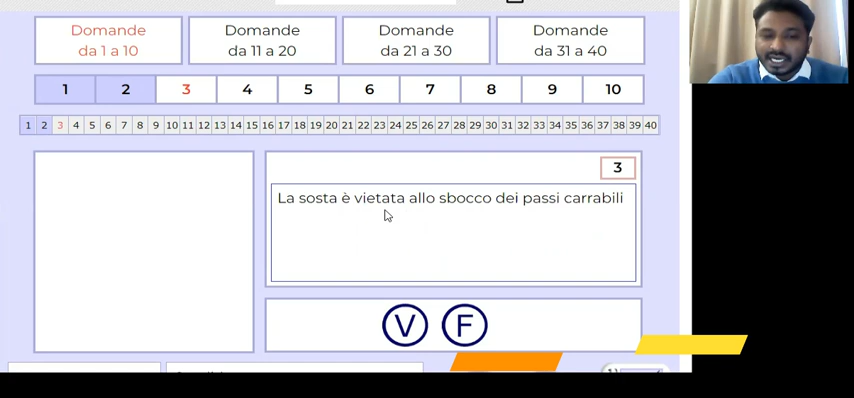 Domande
da 1 a 10
Domande
da 11 a 20
Domande
da 21 a 30
Domande
da 31 a 40
1 2 3 4 5 6 7 8 9 10
1 2 3 4 5 6 7 8 9 10 11 12 13 14 15 16 17 18 19 20 21 22 23 24 25 26 27 28 29 30 31 32 33 34 35 36 37 38 39 40
3
La sosta è vietata allo sbocco dei passi carrabili
V F